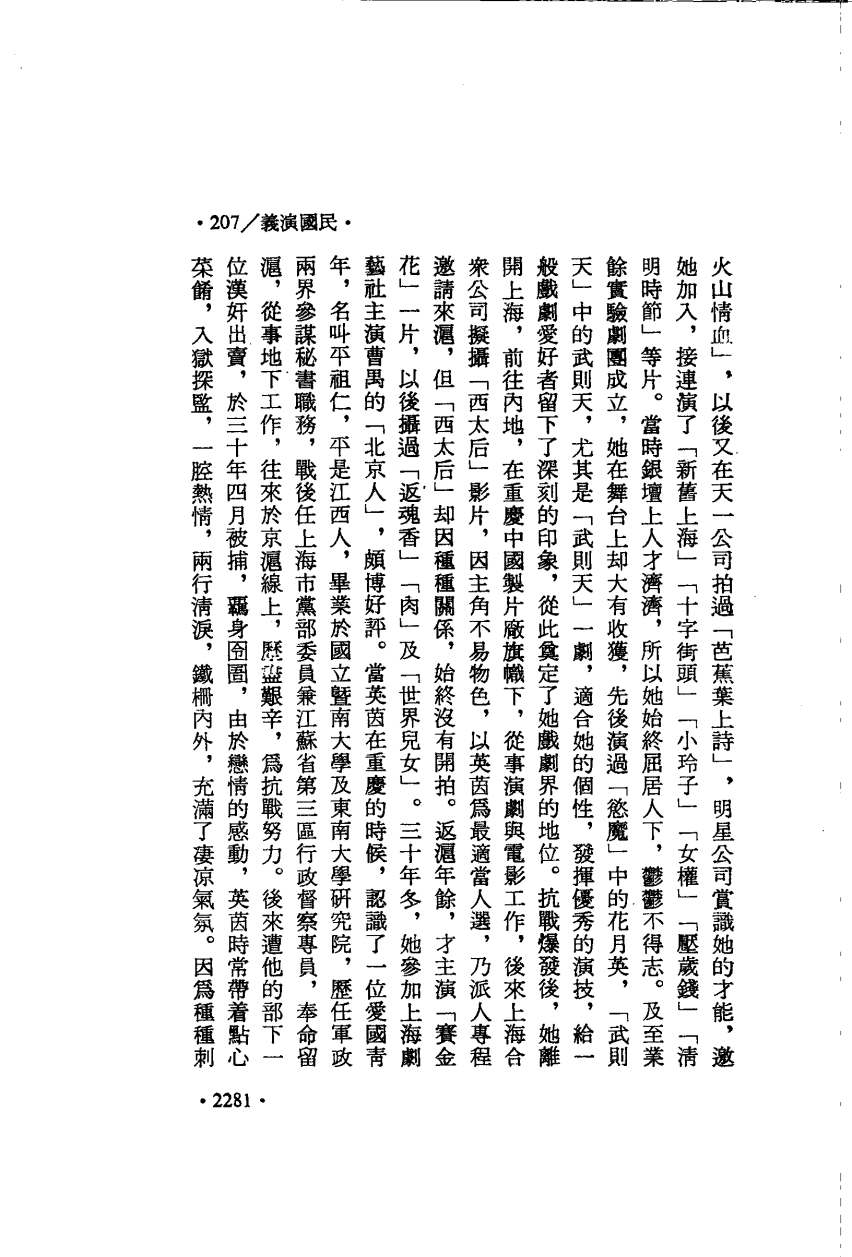 ・民國演義／207・
火山情血」，以後又在天一公司拍過「芭蕉葉上詩」，明星公司賞識她的才能，邀
她加入，接連演了「新舊上海」「十字街頭」「小玲子」「女權」「壓歲錢」「清
明時節」等片。當時銀壇上人才濟濟，所以她始終屈居人下，鬱鬱不得志。及至業
餘實驗劇團成立，她在舞台上却大有收獲，先後演過「慾魔」中的花月英，「武則
天」中的武則天，尤其是「武則天」一劇，適合她的個性，發揮優秀的演技，給一
般戲劇愛好者留下了深刻的印象，從此奠定了她戲劇界的地位。抗戰爆發後，她離
開上海，前往內地，在重慶中國製片廠旗幟下，從事演劇與電影工作，後來上海合
衆公司擬攝「西太后」影片，因主角不易物色，以英茵爲最適當人選，乃派人專程
邀請來滬，但「西太后」却因種種關係，始終沒有開拍。返滬年餘，才主演「賽金
花」一片，以後攝過「返魂香」「肉」及「世界兒女」。三十年冬，她參加上海劇
藝社主演曹禺的「北京人」，頗博好評。當英茵在重慶的時候，認識了一位愛國靑
年，名叫平祖仁，平是江西人，畢業於國立暨南大學及東南大學研究院，歷任軍政
兩界參謀秘書職務，戰後任上海市黨部委員兼江蘇省第三區行政督察專員，奉命留
滬，從事地下工作，往來於京滬線上，歷盡艱辛，爲抗戰努力。後來遭他的部下一
位漢奸出賣，於三十年四月被捕，覊身囹圄，由於戀情的感動，英茵時常帶着點心
菜餚，入獄探監，一腔熱情，兩行清淚，鐵柵內外，充滿了凄涼氣氛。因爲種種刺
・2281・